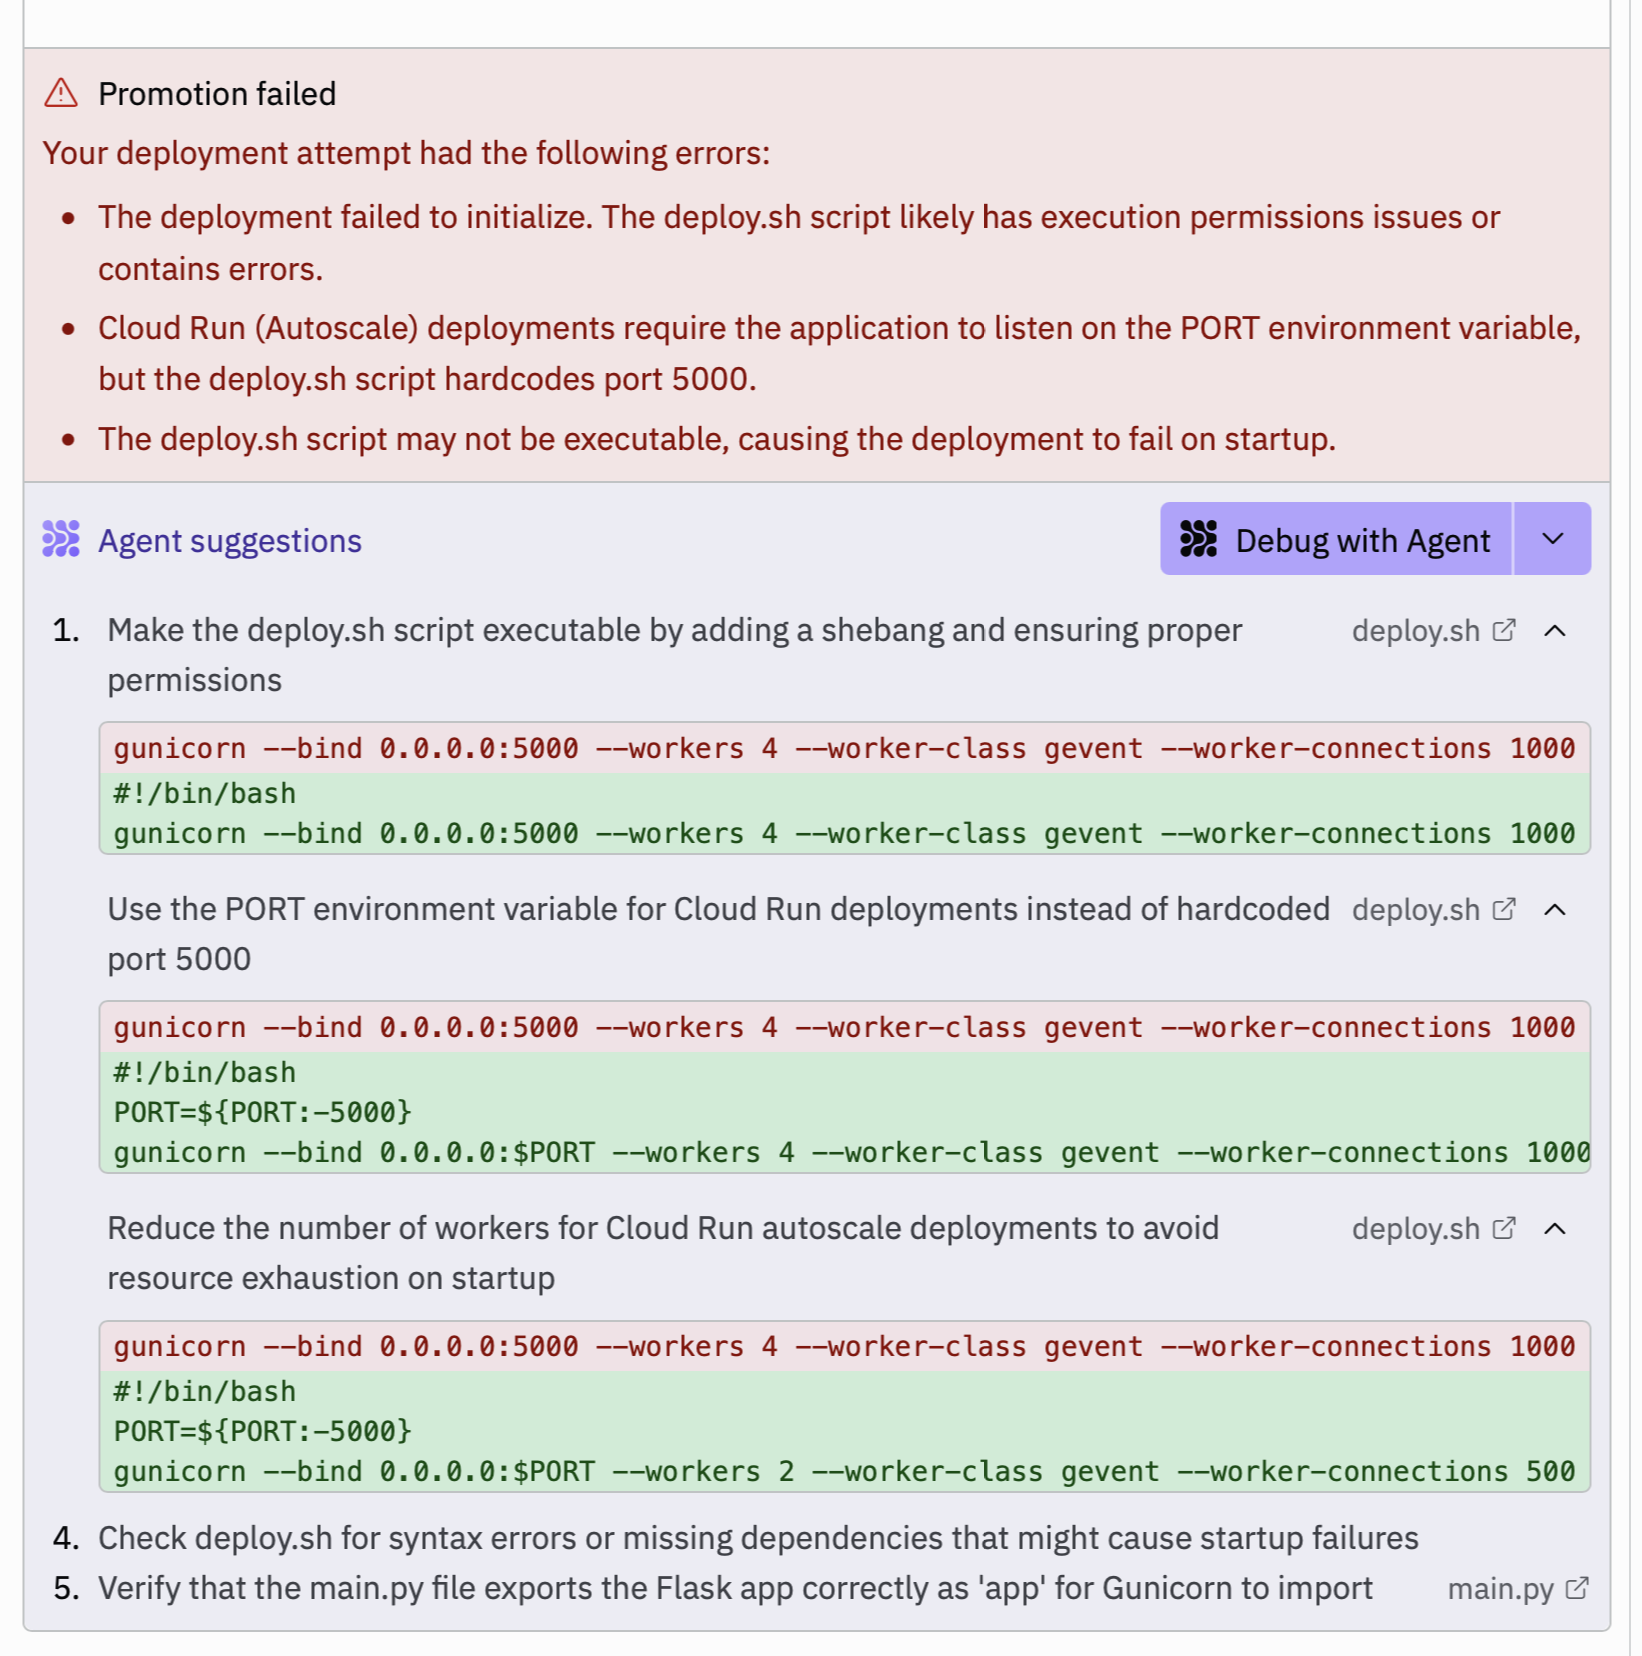 Promotion failed
Your deployment attempt had the following errors:
• The deployment failed to initialize. The deploy.sh script likely has execution permissions issues or
contains errors.
• Cloud Run (Autoscale) deployments require the application to listen on the PORT environment variable,
but the deploy.sh script hardcodes port 5000.
• The deploy.sh script may not be executable, causing the deployment to fail on startup.
Agent suggestions
Debug with Agent
1. Make the deploy.sh script executable by adding a shebang and ensuring proper
permissions
deploy.sh
gunicorn --bind 0.0.0.0:5000 --workers 4 --worker-class gevent --worker-connections 1000
#!/bin/bash
gunicorn --bind 0.0.0.0:5000 --workers 4 --worker-class gevent --worker-connections 1000
Use the PORT environment variable for Cloud Run deployments instead of hardcoded
port 5000
deploy.sh
gunicorn --bind 0.0.0.0:5000 --workers 4 --worker-class gevent --worker-connections 1000
#!/bin/bash
PORT=${PORT:-5000}
gunicorn --bind 0.0.0.0:$PORT --workers 4 --worker-class gevent --worker-connections 1000
Reduce the number of workers for Cloud Run autoscale deployments to avoid
resource exhaustion on startup
deploy.sh
gunicorn --bind 0.0.0.0:5000 --workers 4 --worker-class gevent --worker-connections 1000
#!/bin/bash
PORT=${PORT:-5000}
gunicorn --bind 0.0.0.0:$PORT --workers 2 --worker-class gevent --worker-connections 500
4. Check deploy.sh for syntax errors or missing dependencies that might cause startup failures
5. Verify that the main.py file exports the Flask app correctly as 'app' for Gunicorn to import
main.py